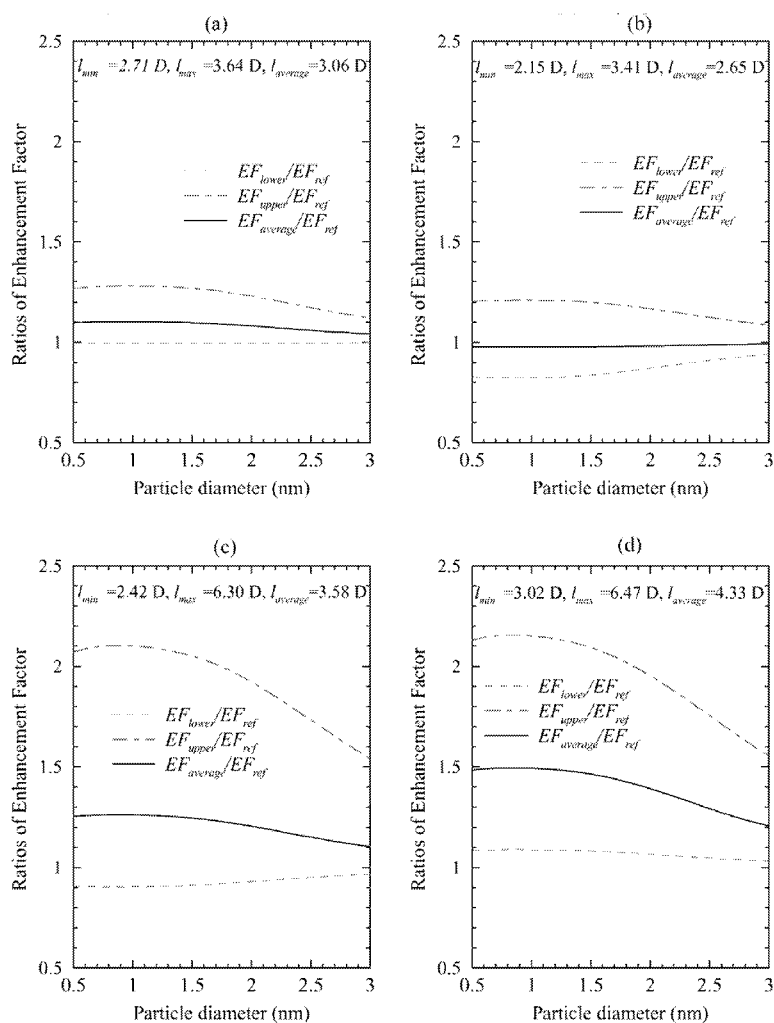 (a)
l_min =2.71 D, l_max =3.64 D, l_average=3.06 D
EF_lower/EF_ref
EF_upper/EF_ref
EF_average/EF_ref
Ratios of Enhancement Factor
2.5
2
1.5
1
0.5
0.5 1 1.5 2 2.5 3
Particle diameter (nm)
(b)
l_min =2.15 D, l_max =3.41 D, l_average=2.65 D
EF_lower/EF_ref
EF_upper/EF_ref
EF_average/EF_ref
Ratios of Enhancement Factor
2.5
2
1.5
1
0.5
0.5 1 1.5 2 2.5 3
Particle diameter (nm)
(c)
l_min =2.42 D, l_max =6.30 D, l_average=3.58 D
EF_lower/EF_ref
EF_upper/EF_ref
EF_average/EF_ref
Ratios of Enhancement Factor
2.5
2
1.5
1
0.5
0.5 1 1.5 2 2.5 3
Particle diameter (nm)
(d)
l_min =3.02 D, l_max =6.47 D, l_average=4.33 D
EF_lower/EF_ref
EF_upper/EF_ref
EF_average/EF_ref
Ratios of Enhancement Factor
2.5
2
1.5
1
0.5
0.5 1 1.5 2 2.5 3
Particle diameter (nm)